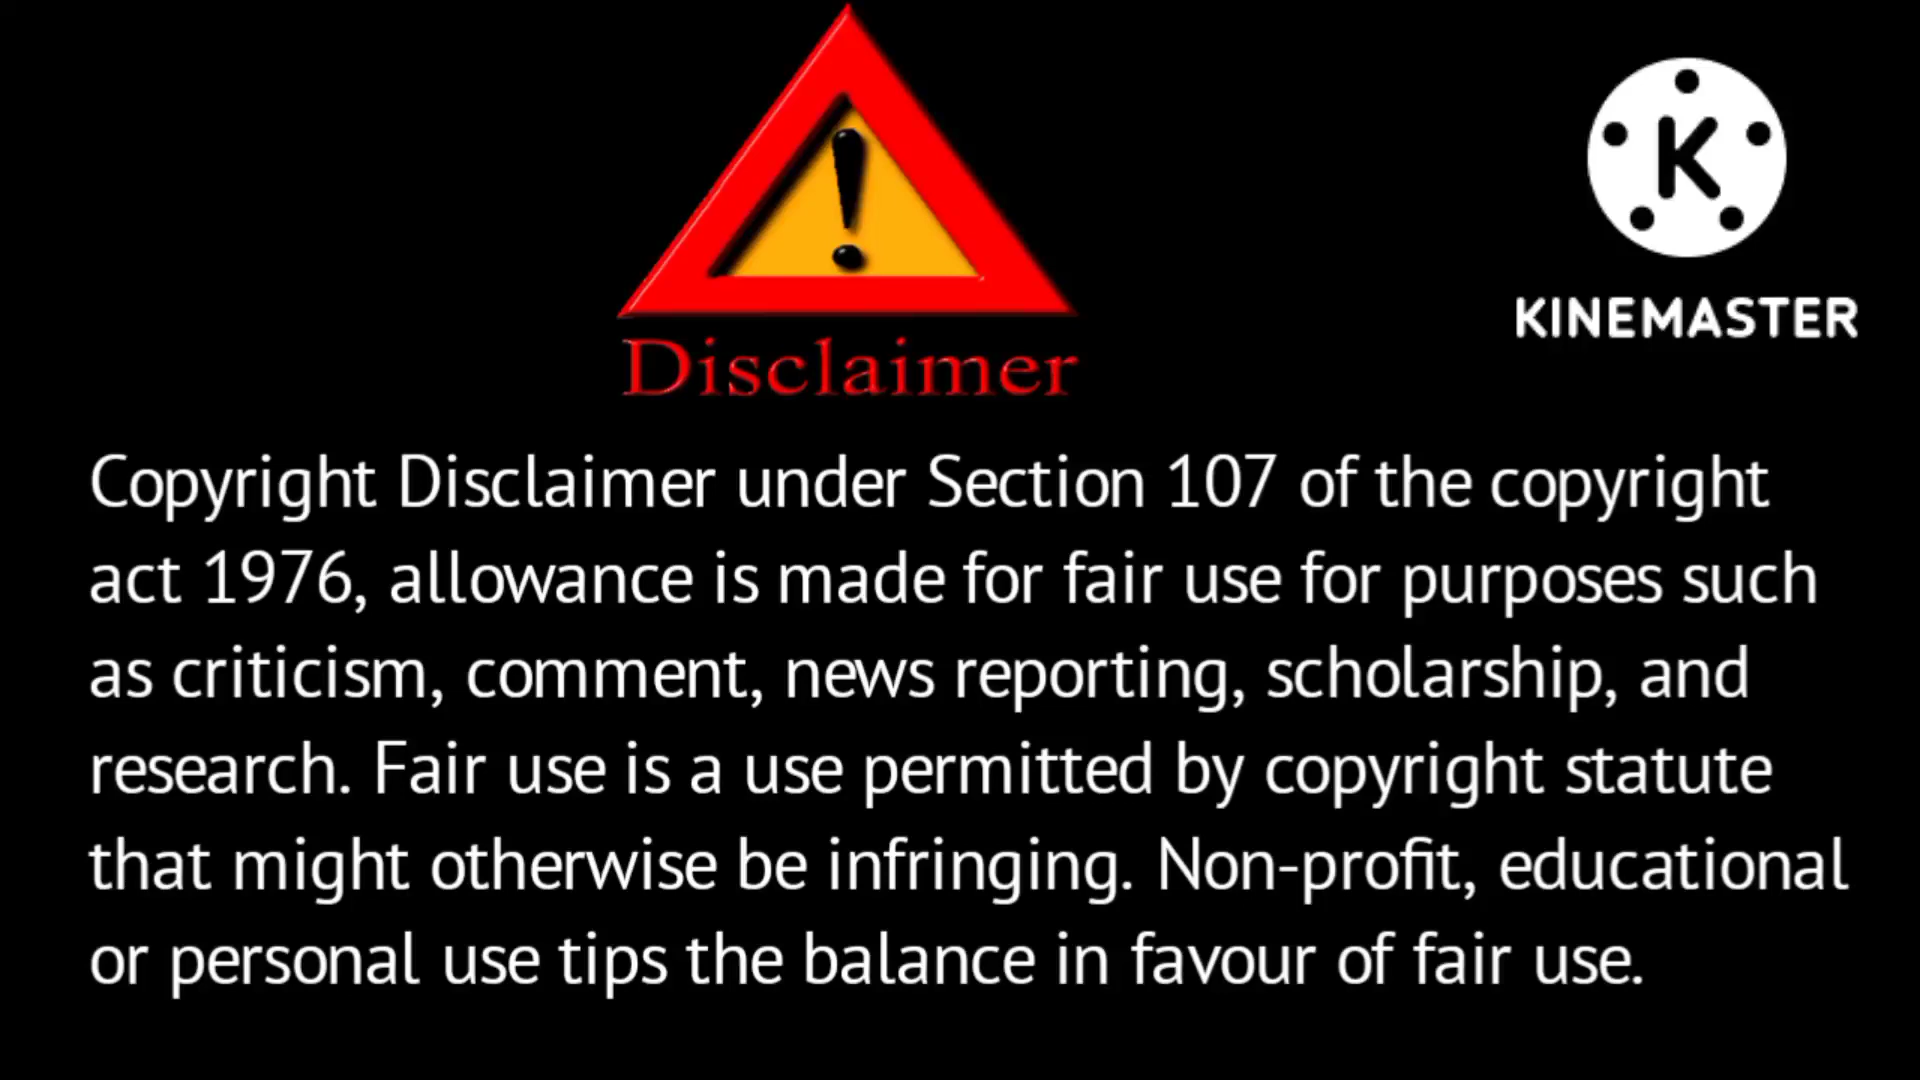 !
K
KINEMASTER
Disclaimer
Copyright Disclaimer under Section 107 of the copyright
act 1976, allowance is made for fair use for purposes such
as criticism, comment, news reporting, scholarship, and
research. Fair use is a use permitted by copyright statute
that might otherwise be infringing. Non-profit, educational
or personal use tips the balance in favour of fair use.